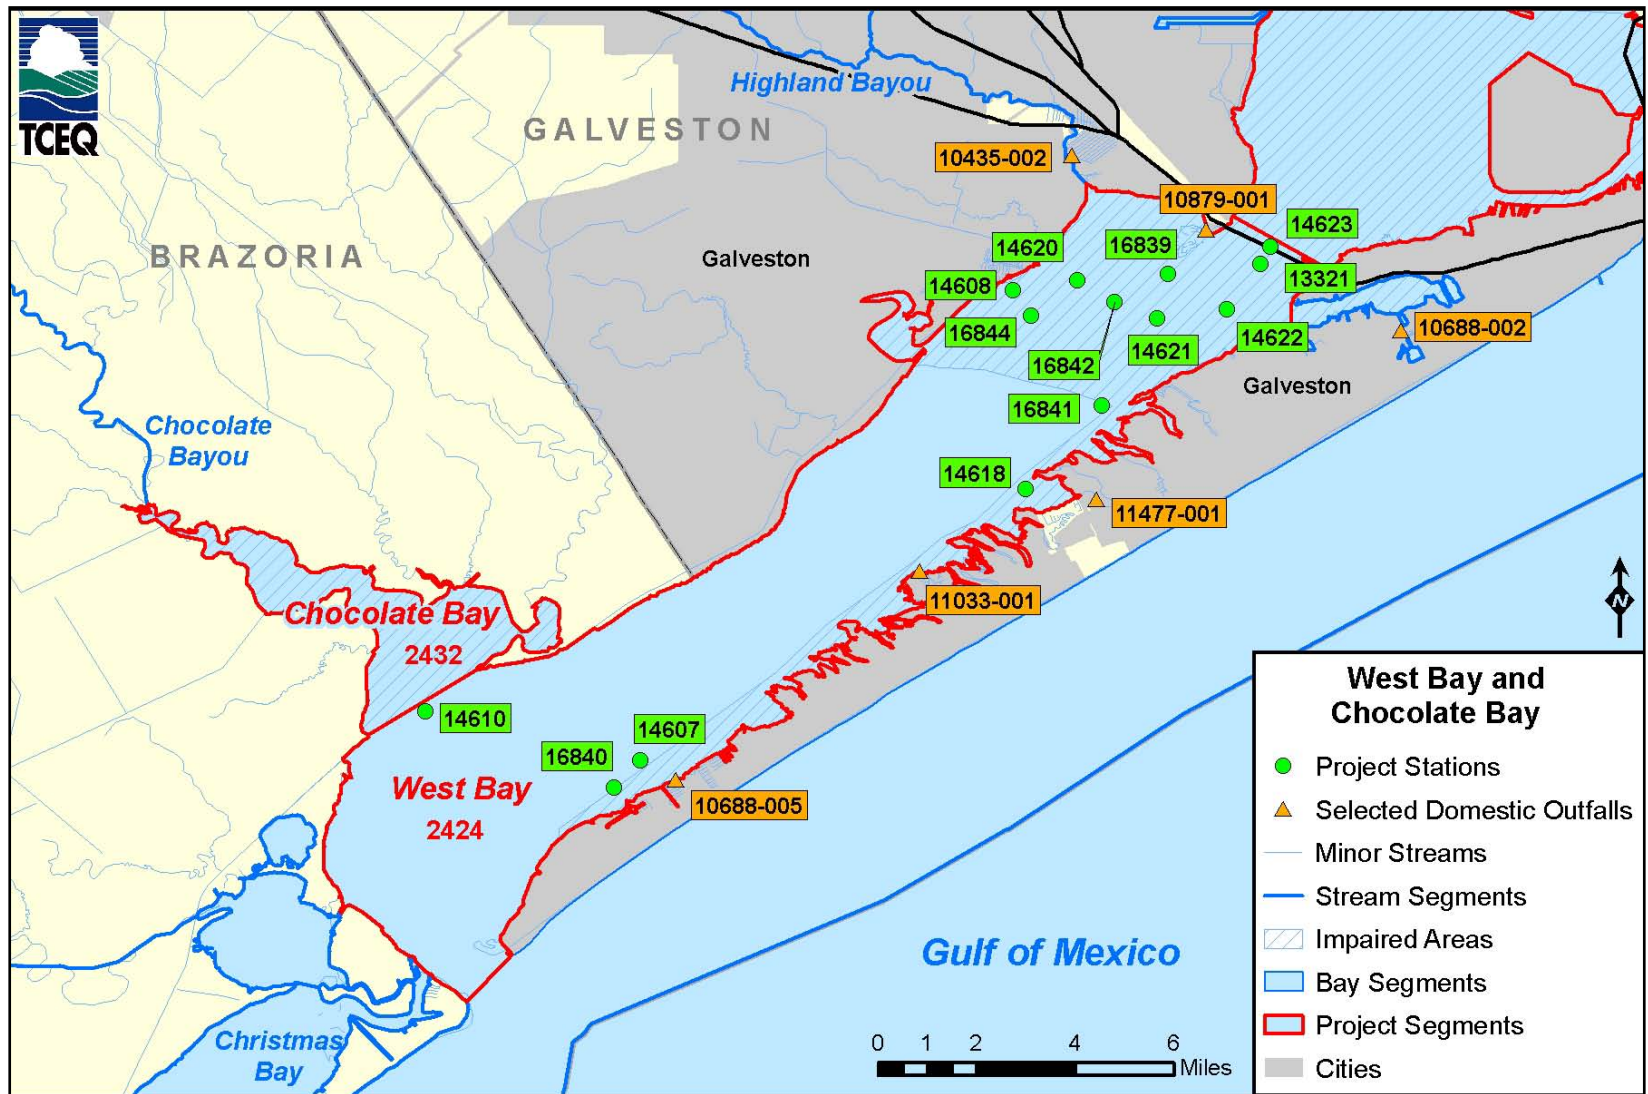 TCEQ
Highland Bayou
GALVESTON
10435-002
10879-001
14623
14620
16839
BRAZORIA
Galveston
14608
13321
16844
10688-002
14622
14621
16842
Galveston
16841
Chocolate
Bayou
14618
11477-001
11033-001
Chocolate Bay
2432
N
14610
14607
16840
West Bay
2424
10688-005
Gulf of Mexico
Christmas
Bay
0 1 2 4 6
Miles
West Bay and
Chocolate Bay
Project Stations
Selected Domestic Outfalls
Minor Streams
Stream Segments
Impaired Areas
Bay Segments
Project Segments
Cities